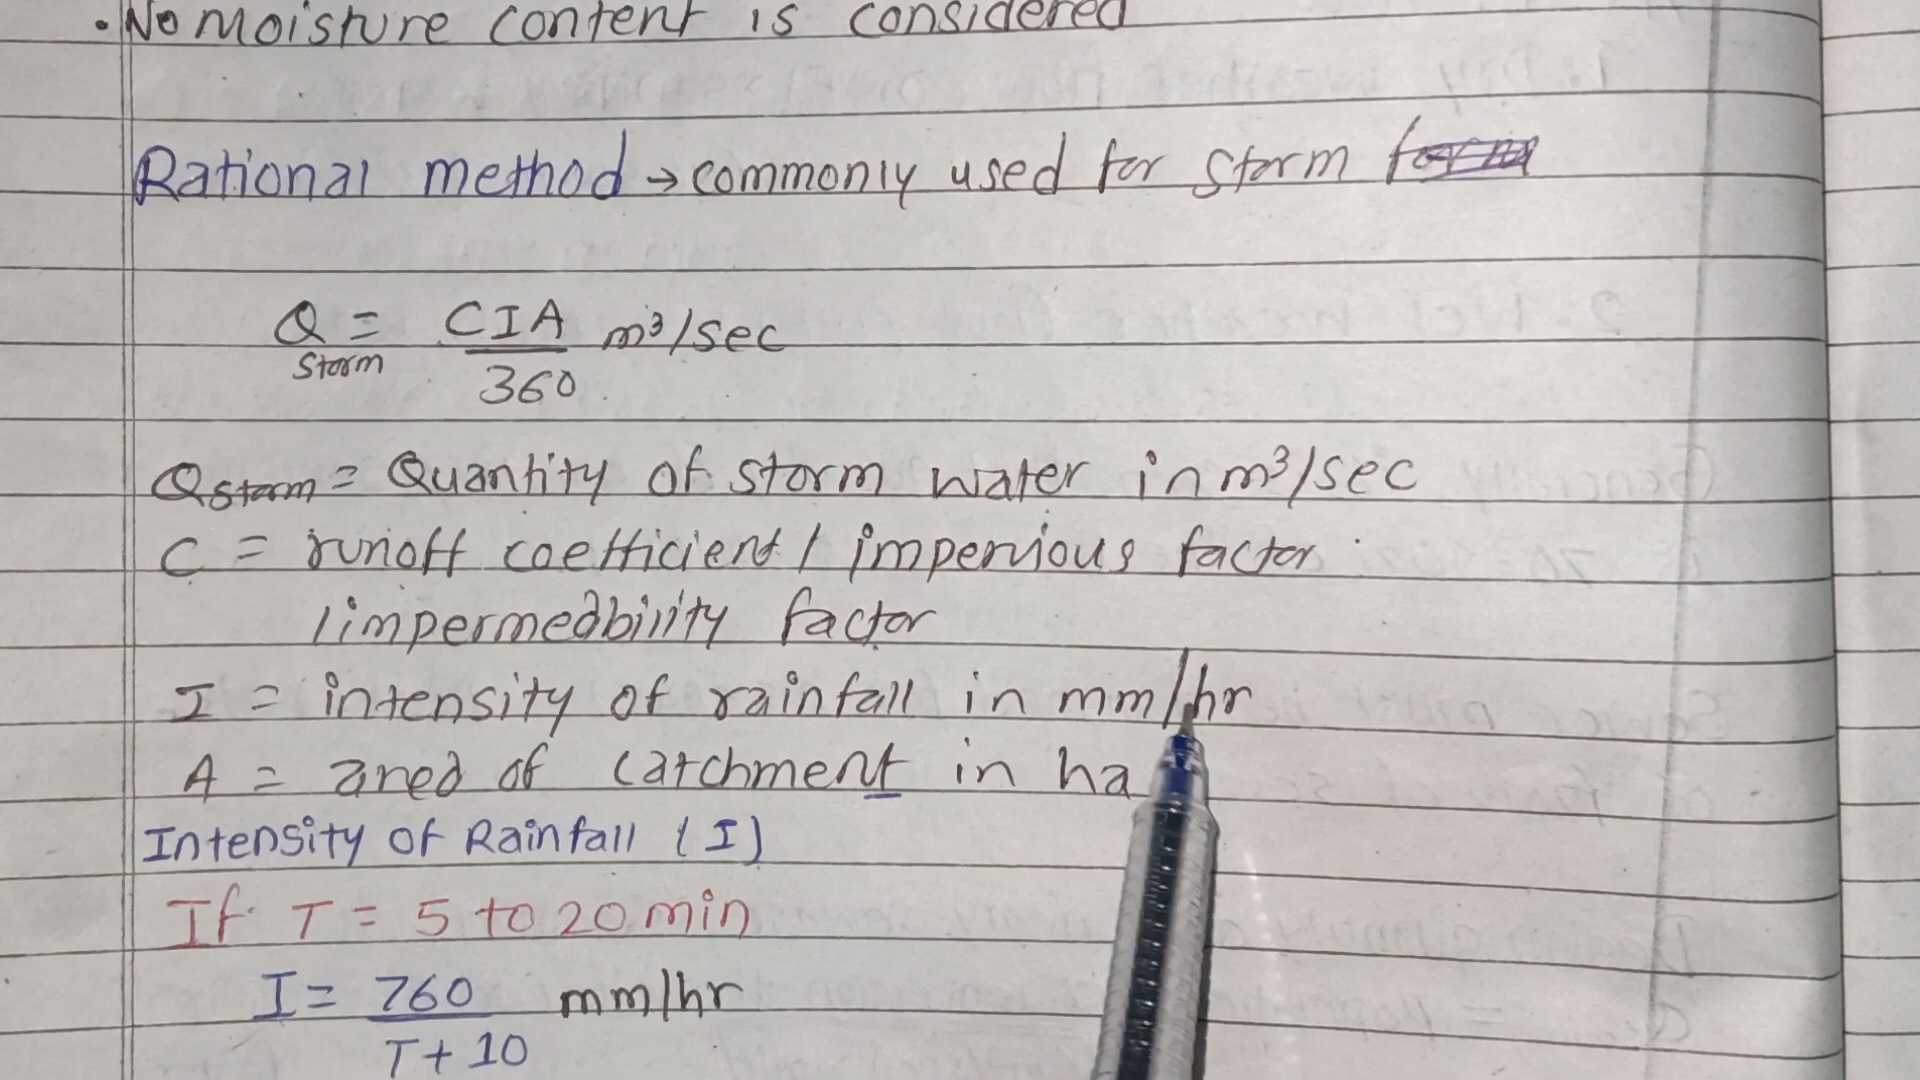 • No moisture content is considered
Rational method → commonly used for storm
Q storm = CIA / 360 m³/sec
Qstorm = Quantity of storm water in m³/sec
C = runoff coefficient / impervious factor
/impermeability factor
I = intensity of rainfall in mm/hr
A = area of catchment in ha
Intensity of Rainfall (I)
If T = 5 to 20 min
I = 760 / T + 10 mm/hr